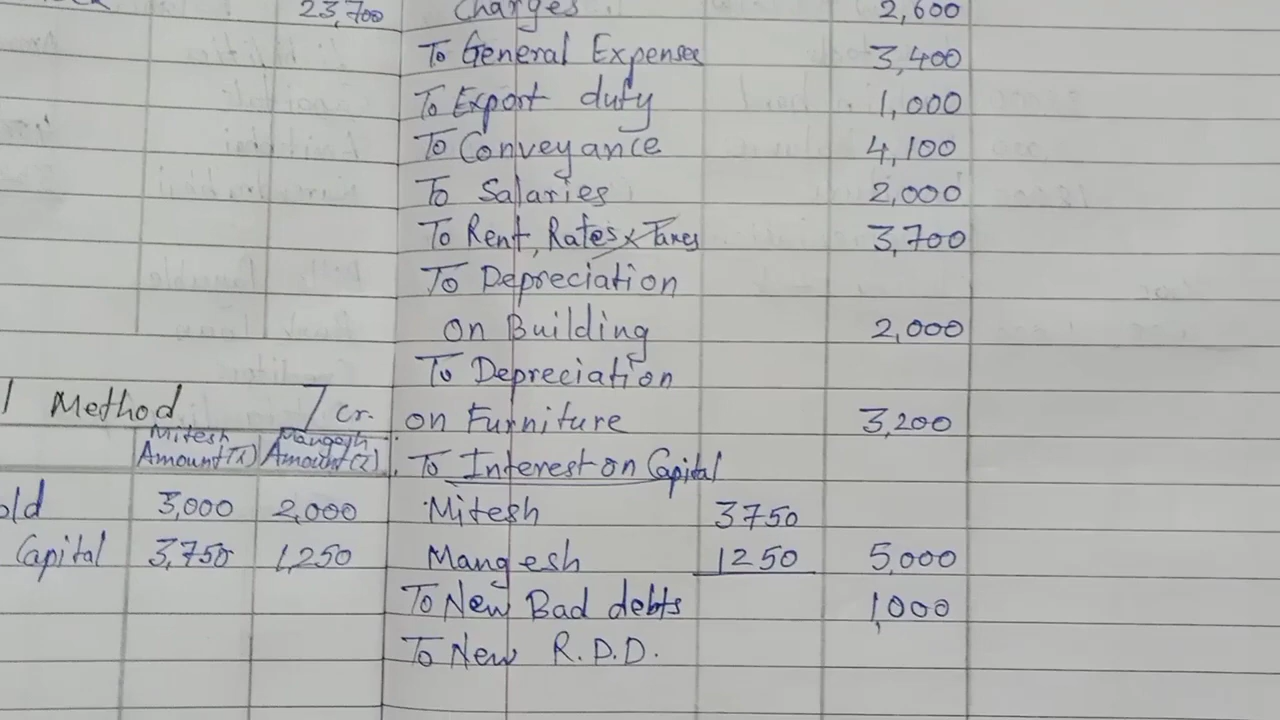 23,700
Charges 2,600
To General Expenses 3,400
To Export duty 1,000
To Conveyance 4,100
To Salaries 2,000
To Rent, Rates & Taxes 3,700
To Depreciation
on Building 2,000
To Depreciation
on Furniture 3,200
To Interest on Capital
Mitesh 3750
Mangesh 1250 5,000
To New Bad debts 1,000
To New R.D.D.
Method Cr.
Mitesh Mangesh
Amount (₹) Amount (₹)
old 3,000 2,000
Capital 3,750 1,250